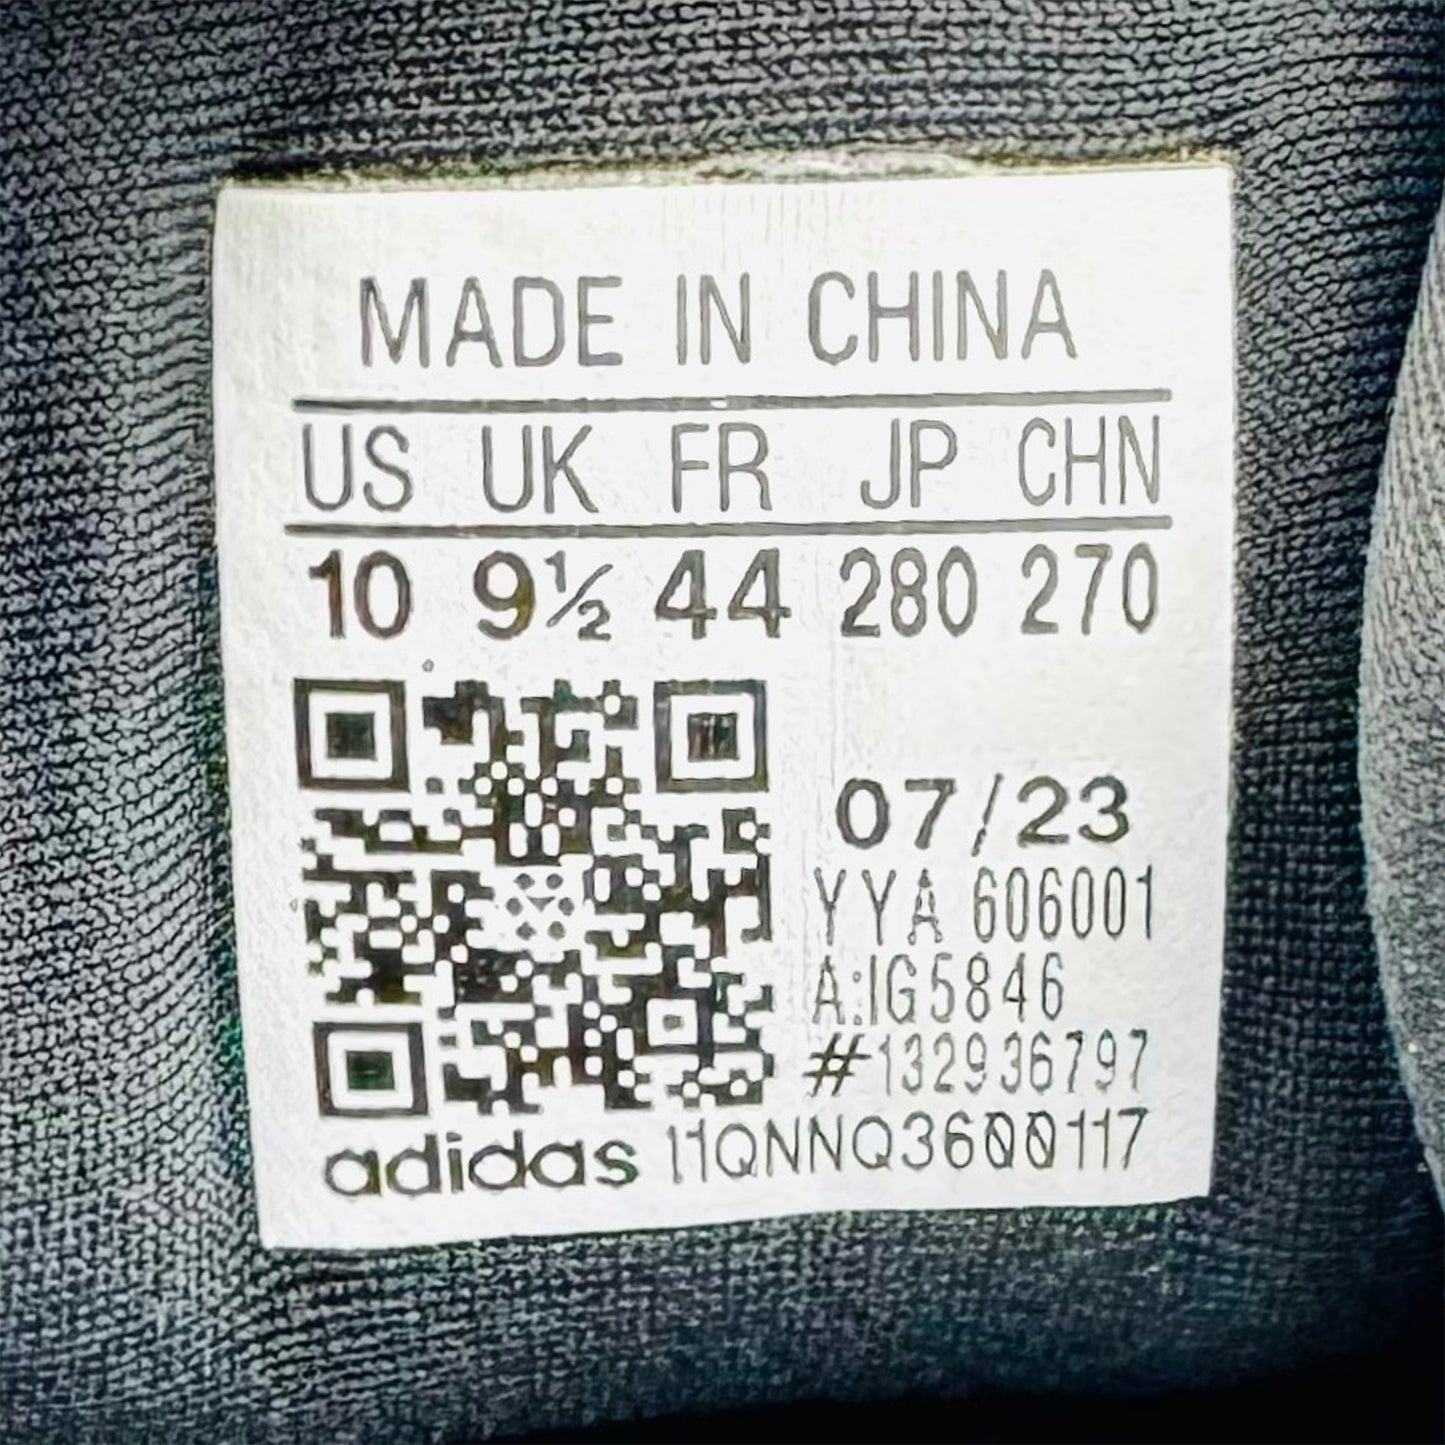 MADE IN CHINA
US UK FR JP CHN
10 9½ 44 280 270
07/23
YYA 606001
A:IG5846
#132936797
adidas 11QNNQ3600117